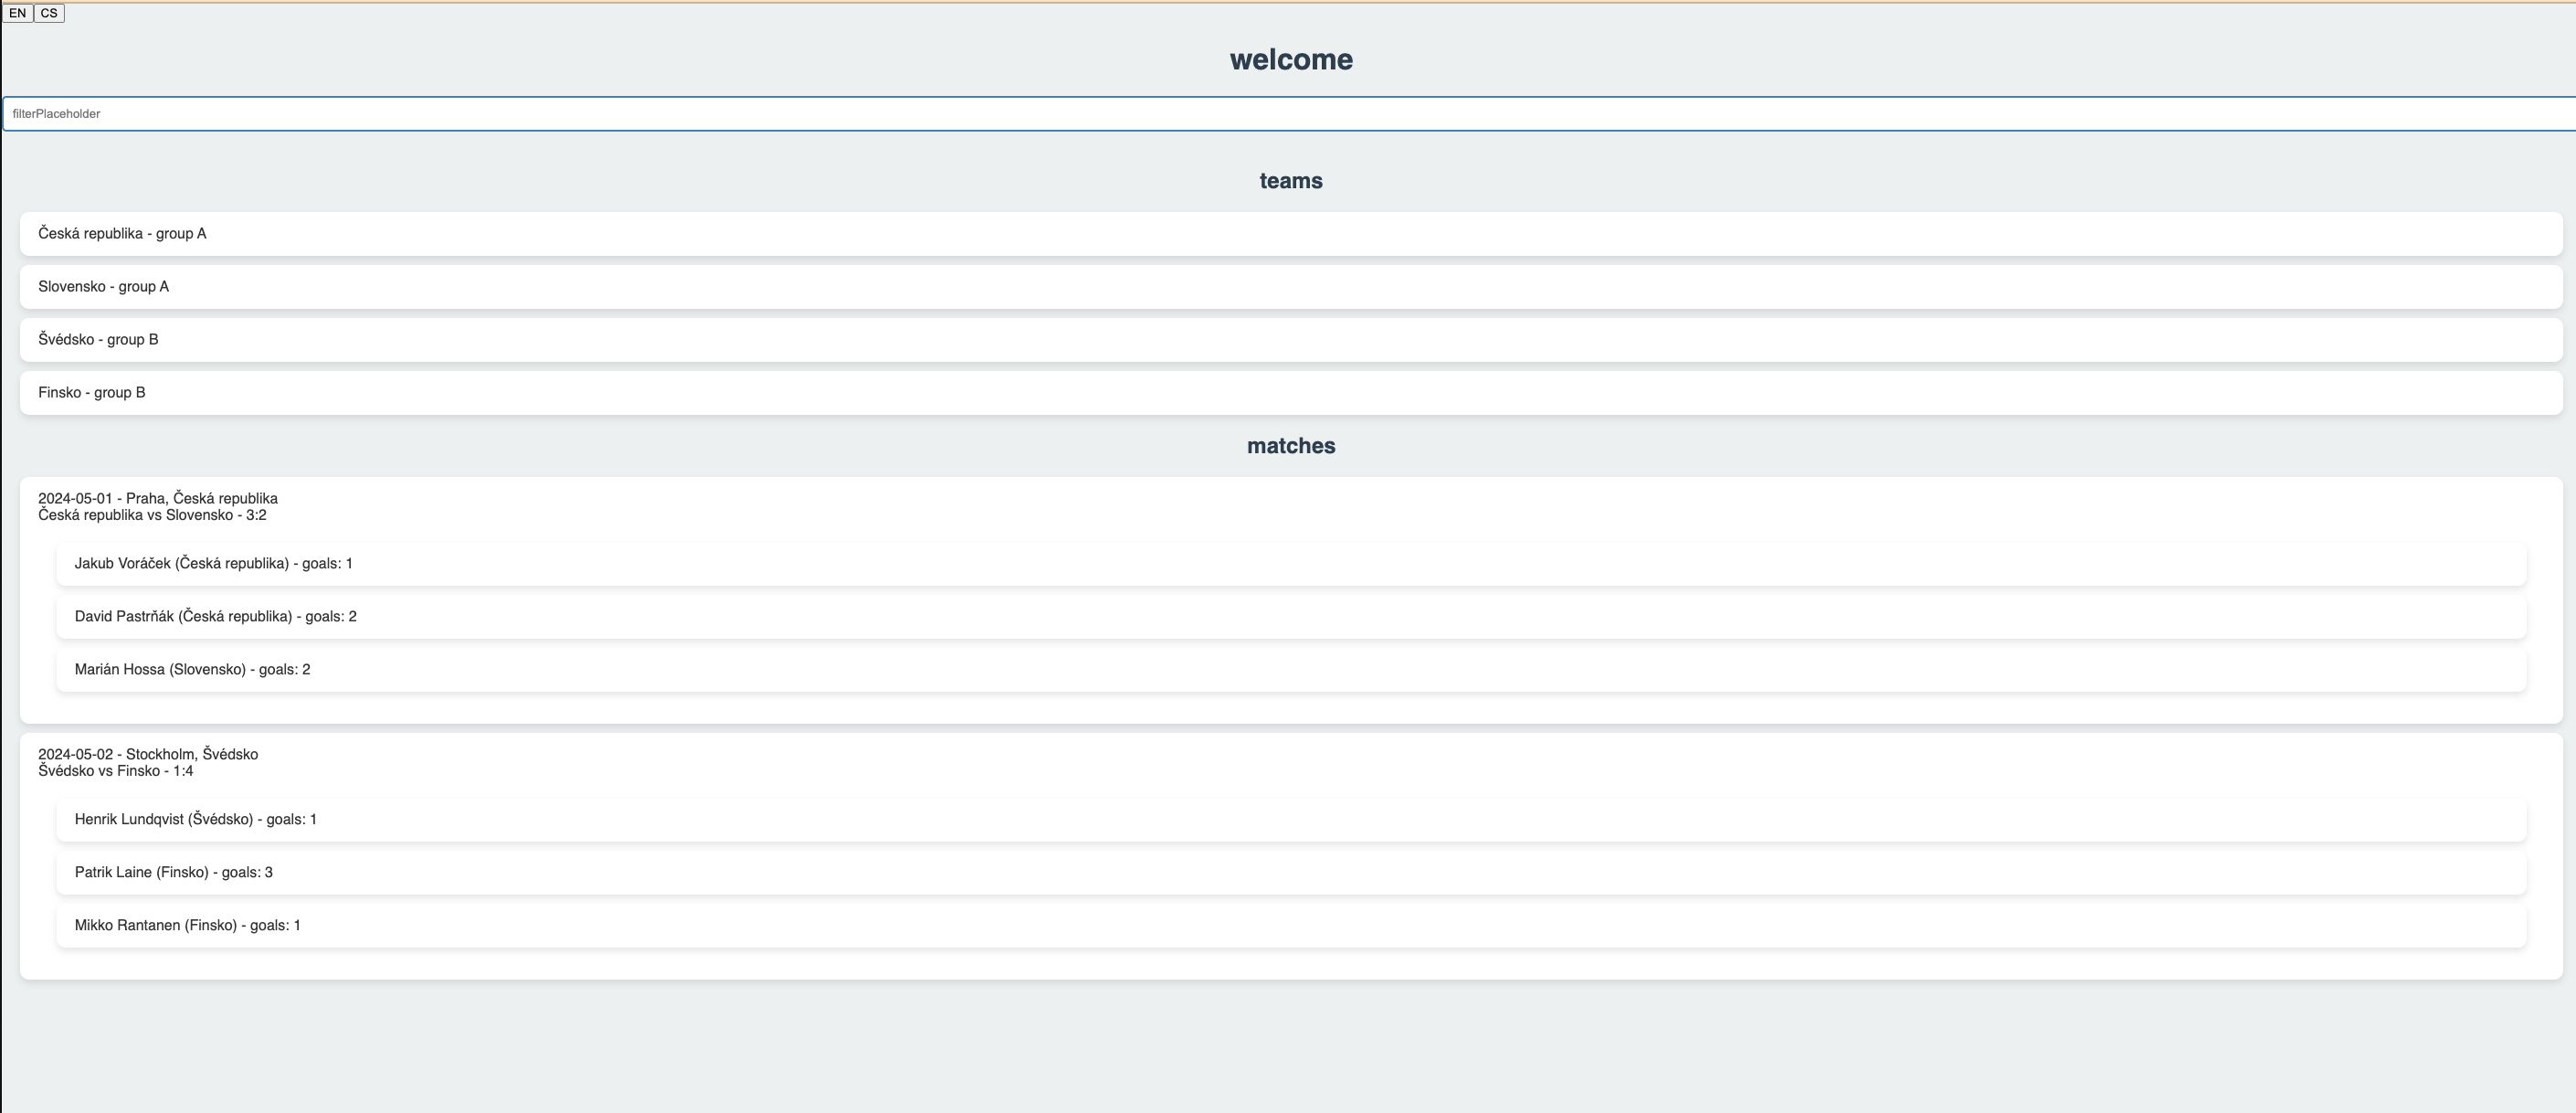 EN CS
welcome
filterPlaceholder
teams
Česká republika - group A
Slovensko - group A
Švédsko - group B
Finsko - group B
matches
2024-05-01 - Praha, Česká republika
Česká republika vs Slovensko - 3:2
Jakub Voráček (Česká republika) - goals: 1
David Pastrňák (Česká republika) - goals: 2
Marián Hossa (Slovensko) - goals: 2
2024-05-02 - Stockholm, Švédsko
Švédsko vs Finsko - 1:4
Henrik Lundqvist (Švédsko) - goals: 1
Patrik Laine (Finsko) - goals: 3
Mikko Rantanen (Finsko) - goals: 1